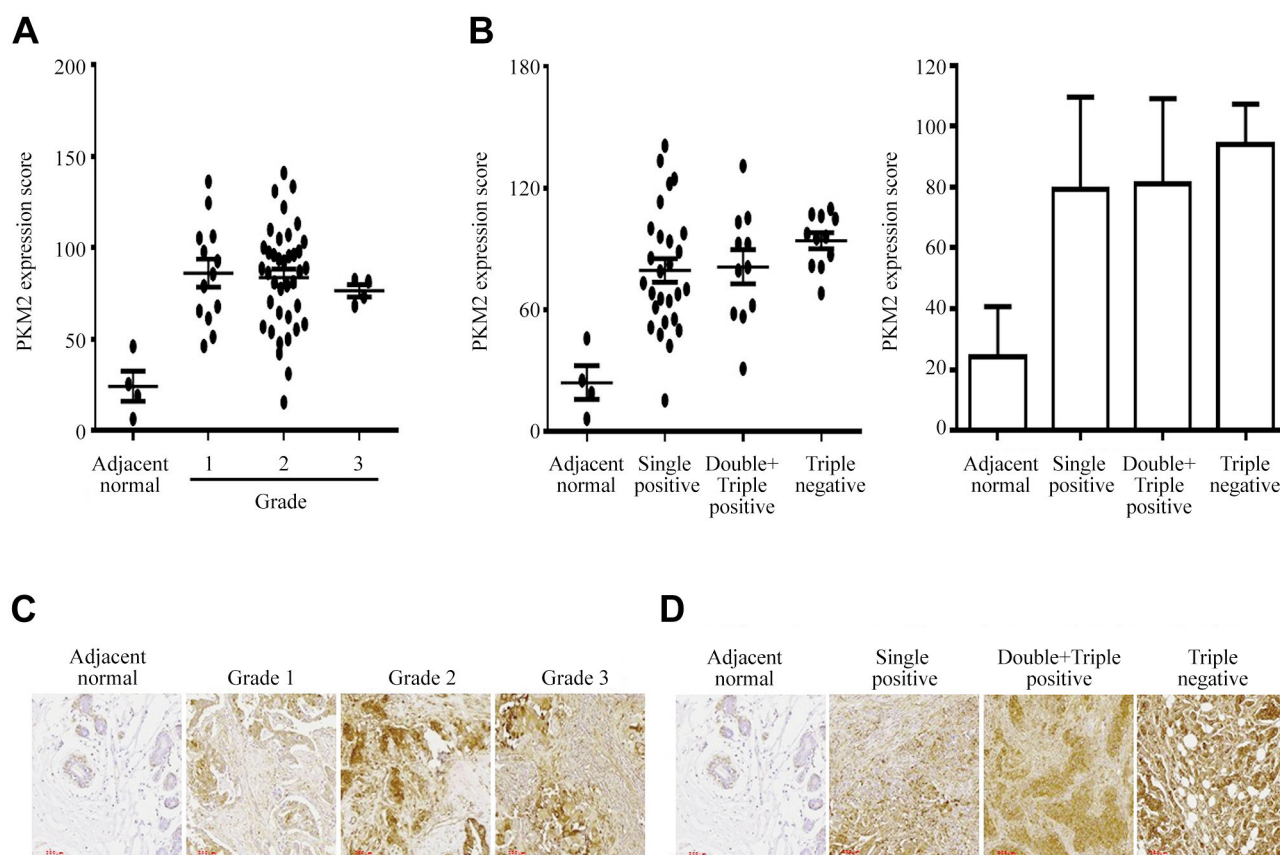 A
PKM2 expression score
200
150
100
50
0
Adjacent
normal
1
2
3
Grade
B
PKM2 expression score
180
120
60
0
Adjacent
normal
Single
positive
Double+
Triple
positive
Triple
negative
PKM2 expression score
120
100
80
60
40
20
0
Adjacent
normal
Single
positive
Double+
Triple
positive
Triple
negative
C
Adjacent
normal
Grade 1
Grade 2
Grade 3
D
Adjacent
normal
Single
positive
Double+Triple
positive
Triple
negative